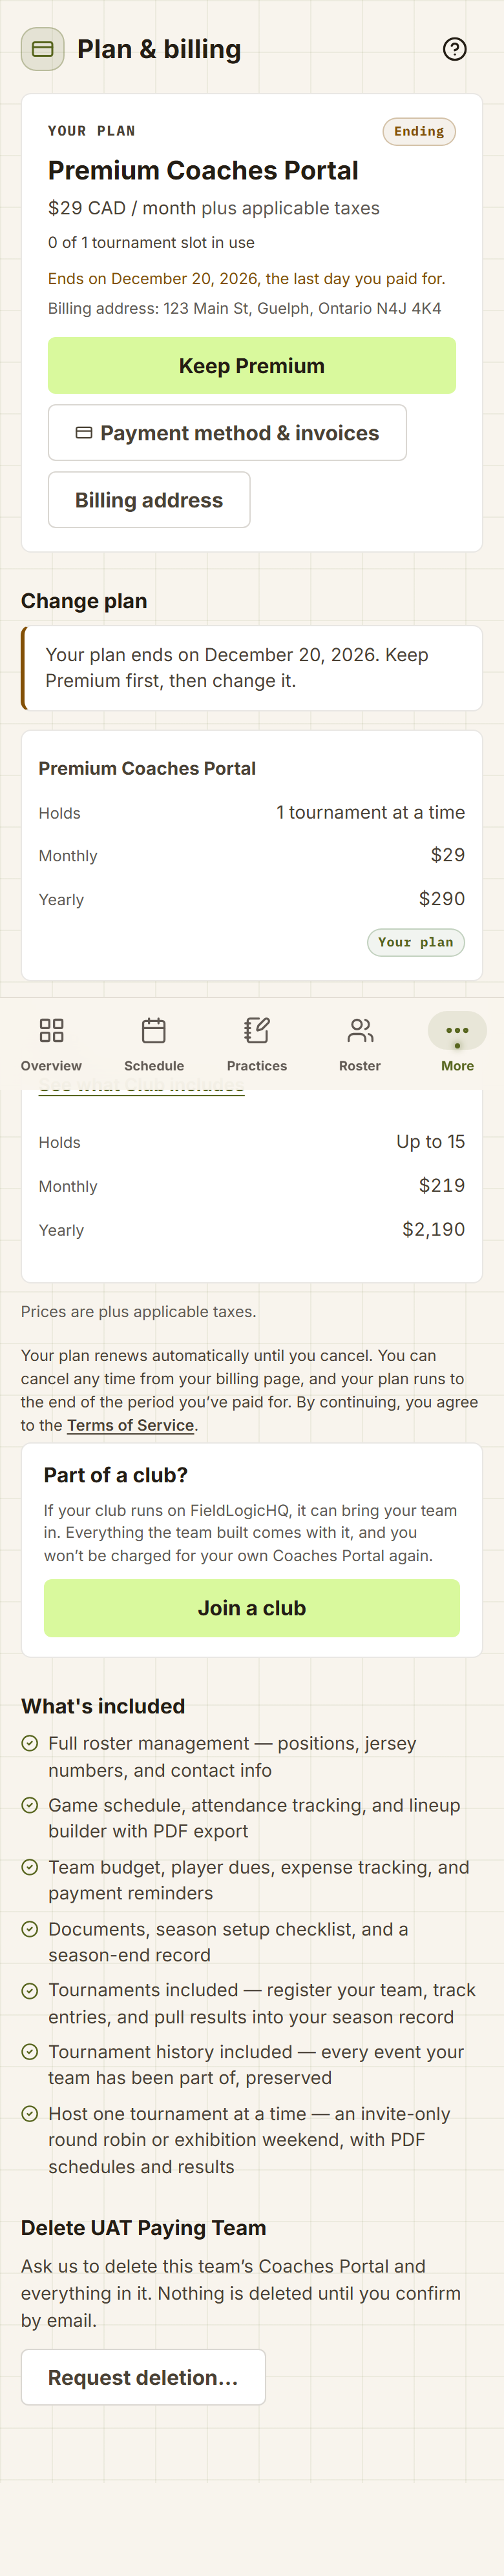 Plan & billing
YOUR PLAN
Ending
Premium Coaches Portal
$29 CAD / month plus applicable taxes
0 of 1 tournament slot in use
Ends on December 20, 2026, the last day you paid for.
Billing address: 123 Main St, Guelph, Ontario N4J 4K4
Keep Premium
Payment method & invoices
Billing address
Change plan
Your plan ends on December 20, 2026. Keep
Premium first, then change it.
Premium Coaches Portal
Holds 1 tournament at a time
Monthly $29
Yearly $290
Your plan
Overview Schedule Practices Roster More
See what Club includes
Holds Up to 15
Monthly $219
Yearly $2,190
Prices are plus applicable taxes.
Your plan renews automatically until you cancel. You can
cancel any time from your billing page, and your plan runs to
the end of the period you’ve paid for. By continuing, you agree
to the Terms of Service.
Part of a club?
If your club runs on FieldLogicHQ, it can bring your team
in. Everything the team built comes with it, and you
won’t be charged for your own Coaches Portal again.
Join a club
What's included
Full roster management — positions, jersey
numbers, and contact info
Game schedule, attendance tracking, and lineup
builder with PDF export
Team budget, player dues, expense tracking, and
payment reminders
Documents, season setup checklist, and a
season-end record
Tournaments included — register your team, track
entries, and pull results into your season record
Tournament history included — every event your
team has been part of, preserved
Host one tournament at a time — an invite-only
round robin or exhibition weekend, with PDF
schedules and results
Delete UAT Paying Team
Ask us to delete this team’s Coaches Portal and
everything in it. Nothing is deleted until you confirm
by email.
Request deletion...